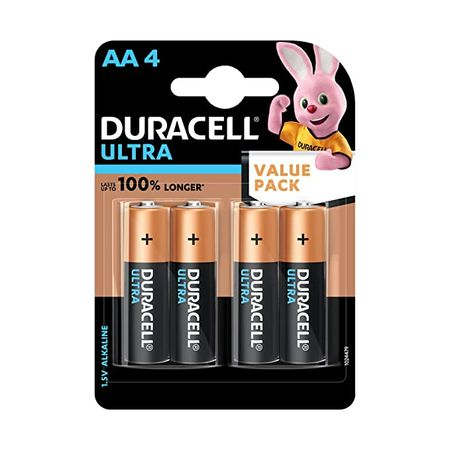 AA 4
DURACELL®
ULTRA
LASTS
UP TO 100% LONGER*
VALUE
PACK
DURACELL
+
+
+
+
DURACELL®
ULTRA
DURACELL®
ULTRA
DURACELL®
ULTRA
DURACELL®
ULTRA
1.5V ALKALINE
1024479